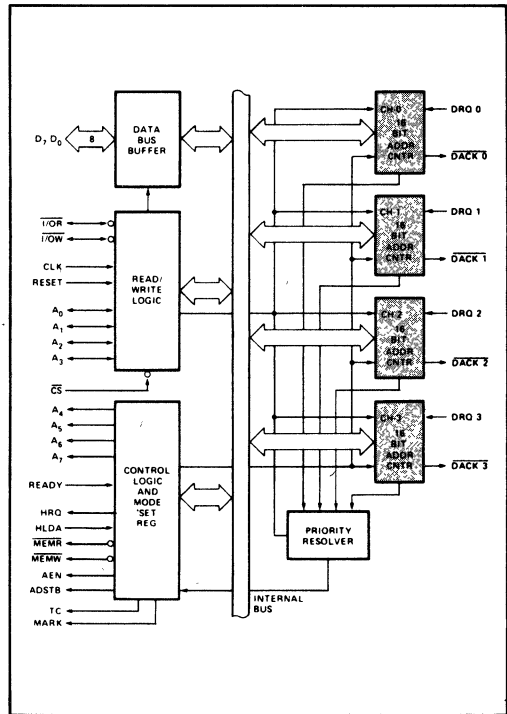 D7 D0
8
DATA
BUS
BUFFER
I/OR
I/OW
CLK
RESET
A0
A1
A2
A3
CS
READ/
WRITE
LOGIC
A4
A5
A6
A7
READY
HRQ
HLDA
MEMR
MEMW
AEN
ADSTB
TC
MARK
CONTROL
LOGIC
AND
MODE
SET
REG
INTERNAL
BUS
CH-0
16
BIT
ADDR
CNTR
DRQ 0
DACK 0
CH-1
16
BIT
ADDR
CNTR
DRQ 1
DACK 1
CH-2
16
BIT
ADDR
CNTR
DRQ 2
DACK 2
CH-3
16
BIT
ADDR
CNTR
DRQ 3
DACK 3
PRIORITY
RESOLVER